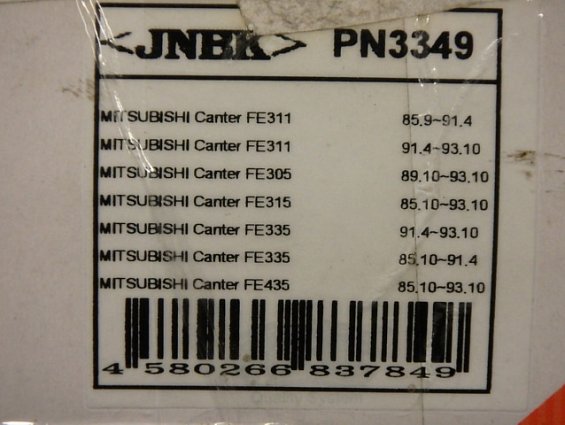 <JNBK> PN3349
MITSUBISHI Canter FE311 85.9~91.4
MITSUBISHI Canter FE311 91.4~93.10
MITSUBISHI Canter FE305 89.10~93.10
MITSUBISHI Canter FE315 85.10~93.10
MITSUBISHI Canter FE335 91.4~93.10
MITSUBISHI Canter FE335 85.10~91.4
MITSUBISHI Canter FE435 85.10~93.10
4 580266 837849